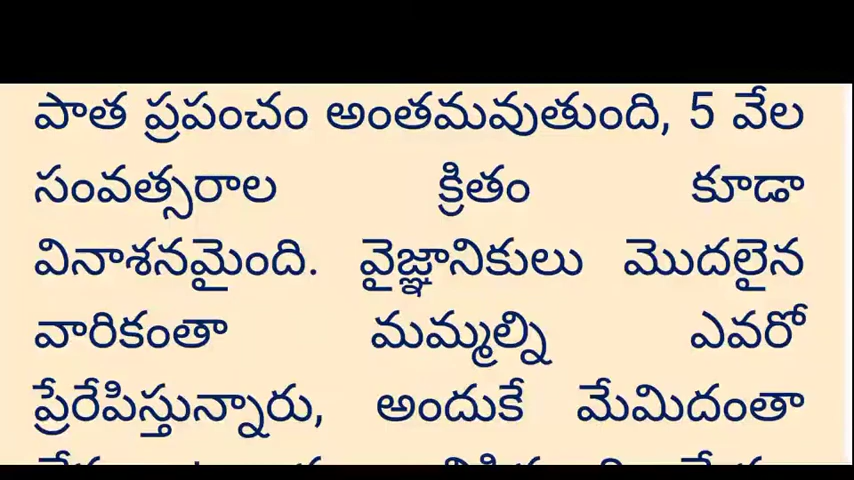 పాత ప్రపంచం అంతమవుతుంది, 5 వేల
సంవత్సరాల క్రితం కూడా
వినాశనమైంది. వైజ్ఞానికులు మొదలైన
వారికంతా మమ్మల్ని ఎవరో
ప్రేరేపిస్తున్నారు, అందుకే మేమిదంతా